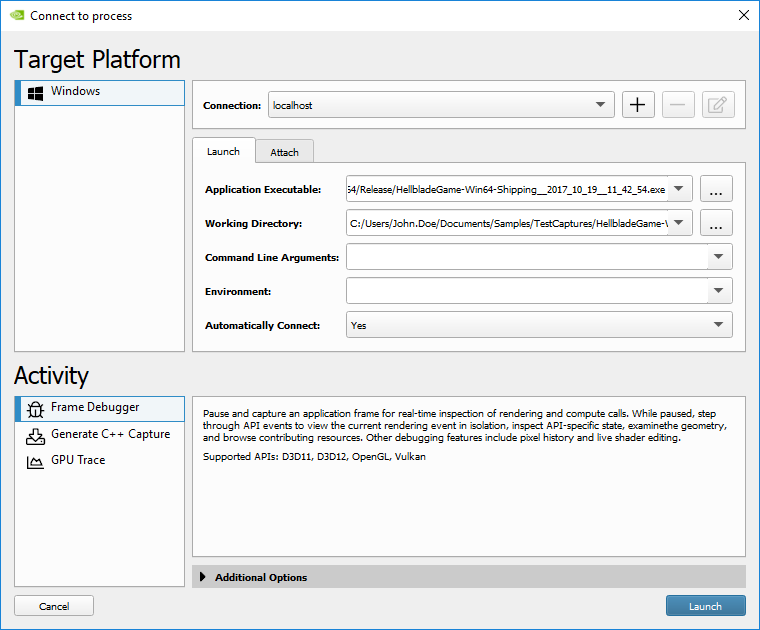 Connect to process
Target Platform
Windows
Connection: localhost
Launch Attach
Application Executable: 54/Release/HellbladeGame-Win64-Shipping__2017_10_19__11_42_54.exe ...
Working Directory: C:/Users/John.Doe/Documents/Samples/TestCaptures/HellbladeGame-W ...
Command Line Arguments:
Environment:
Automatically Connect: Yes
Activity
Frame Debugger
Generate C++ Capture
GPU Trace
Pause and capture an application frame for real-time inspection of rendering and compute calls. While paused, step
through API events to view the current rendering event in isolation, inspect API-specific state, examinethe geometry,
and browse contributing resources. Other debugging features include pixel history and live shader editing.
Supported APIs: D3D11, D3D12, OpenGL, Vulkan
Additional Options
Cancel Launch